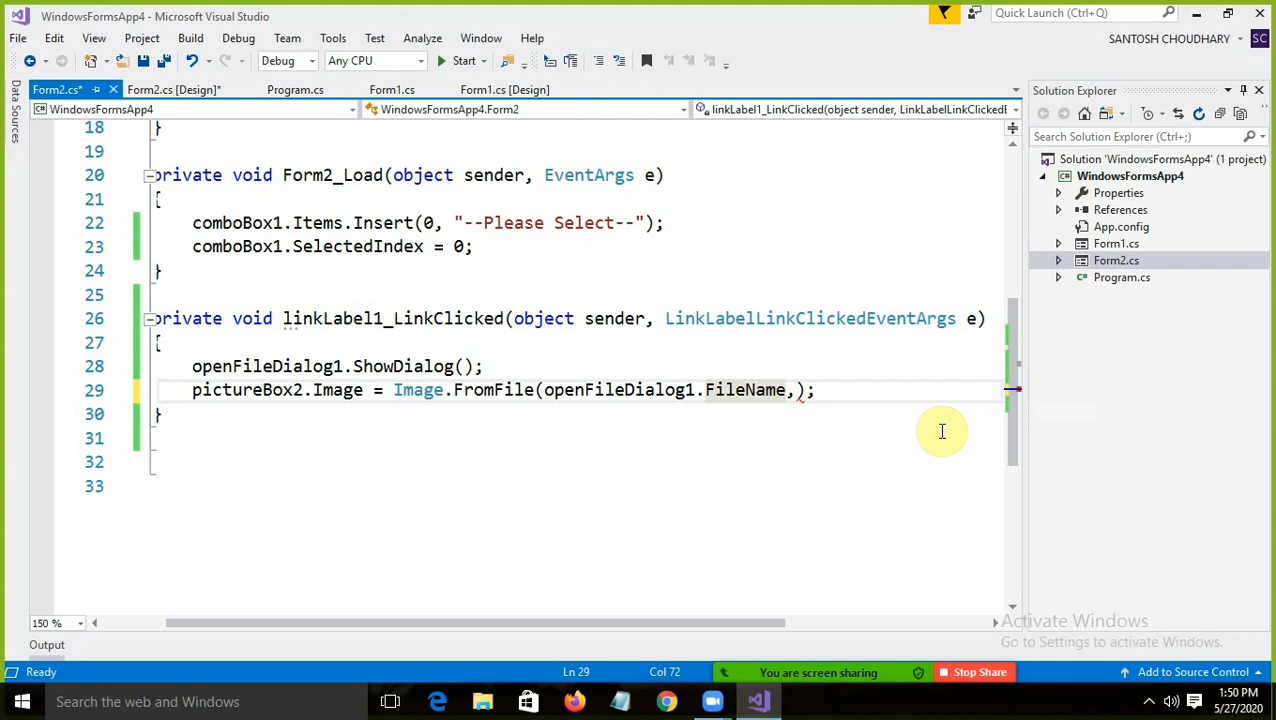 WindowsFormsApp4 - Microsoft Visual Studio
Quick Launch (Ctrl+Q)
File Edit View Project Build Debug Team Tools Test Analyze Window Help
SANTOSH CHOUDHARY SC
Debug Any CPU Start
Data Sources
Form2.cs* Form2.cs [Design]* Program.cs Form1.cs Form1.cs [Design]
WindowsFormsApp4 WindowsFormsApp4.Form2 linkLabel1_LinkClicked(object sender, LinkLabelLinkClickedE
18 }
19
20 private void Form2_Load(object sender, EventArgs e)
21 {
22 comboBox1.Items.Insert(0, "--Please Select--");
23 comboBox1.SelectedIndex = 0;
24 }
25
26 private void linkLabel1_LinkClicked(object sender, LinkLabelLinkClickedEventArgs e)
27 {
28 openFileDialog1.ShowDialog();
29 pictureBox2.Image = Image.FromFile(openFileDialog1.FileName,);
30 }
31
32
33
150 %
Output
Solution Explorer
Search Solution Explorer (Ctrl+;)
Solution 'WindowsFormsApp4' (1 project)
WindowsFormsApp4
Properties
References
App.config
Form1.cs
Form2.cs
Program.cs
Activate Windows
Go to Settings to activate Windows.
Ready Ln 29 Col 72 You are screen sharing Stop Share Add to Source Control
Search the web and Windows
1:50 PM
5/27/2020